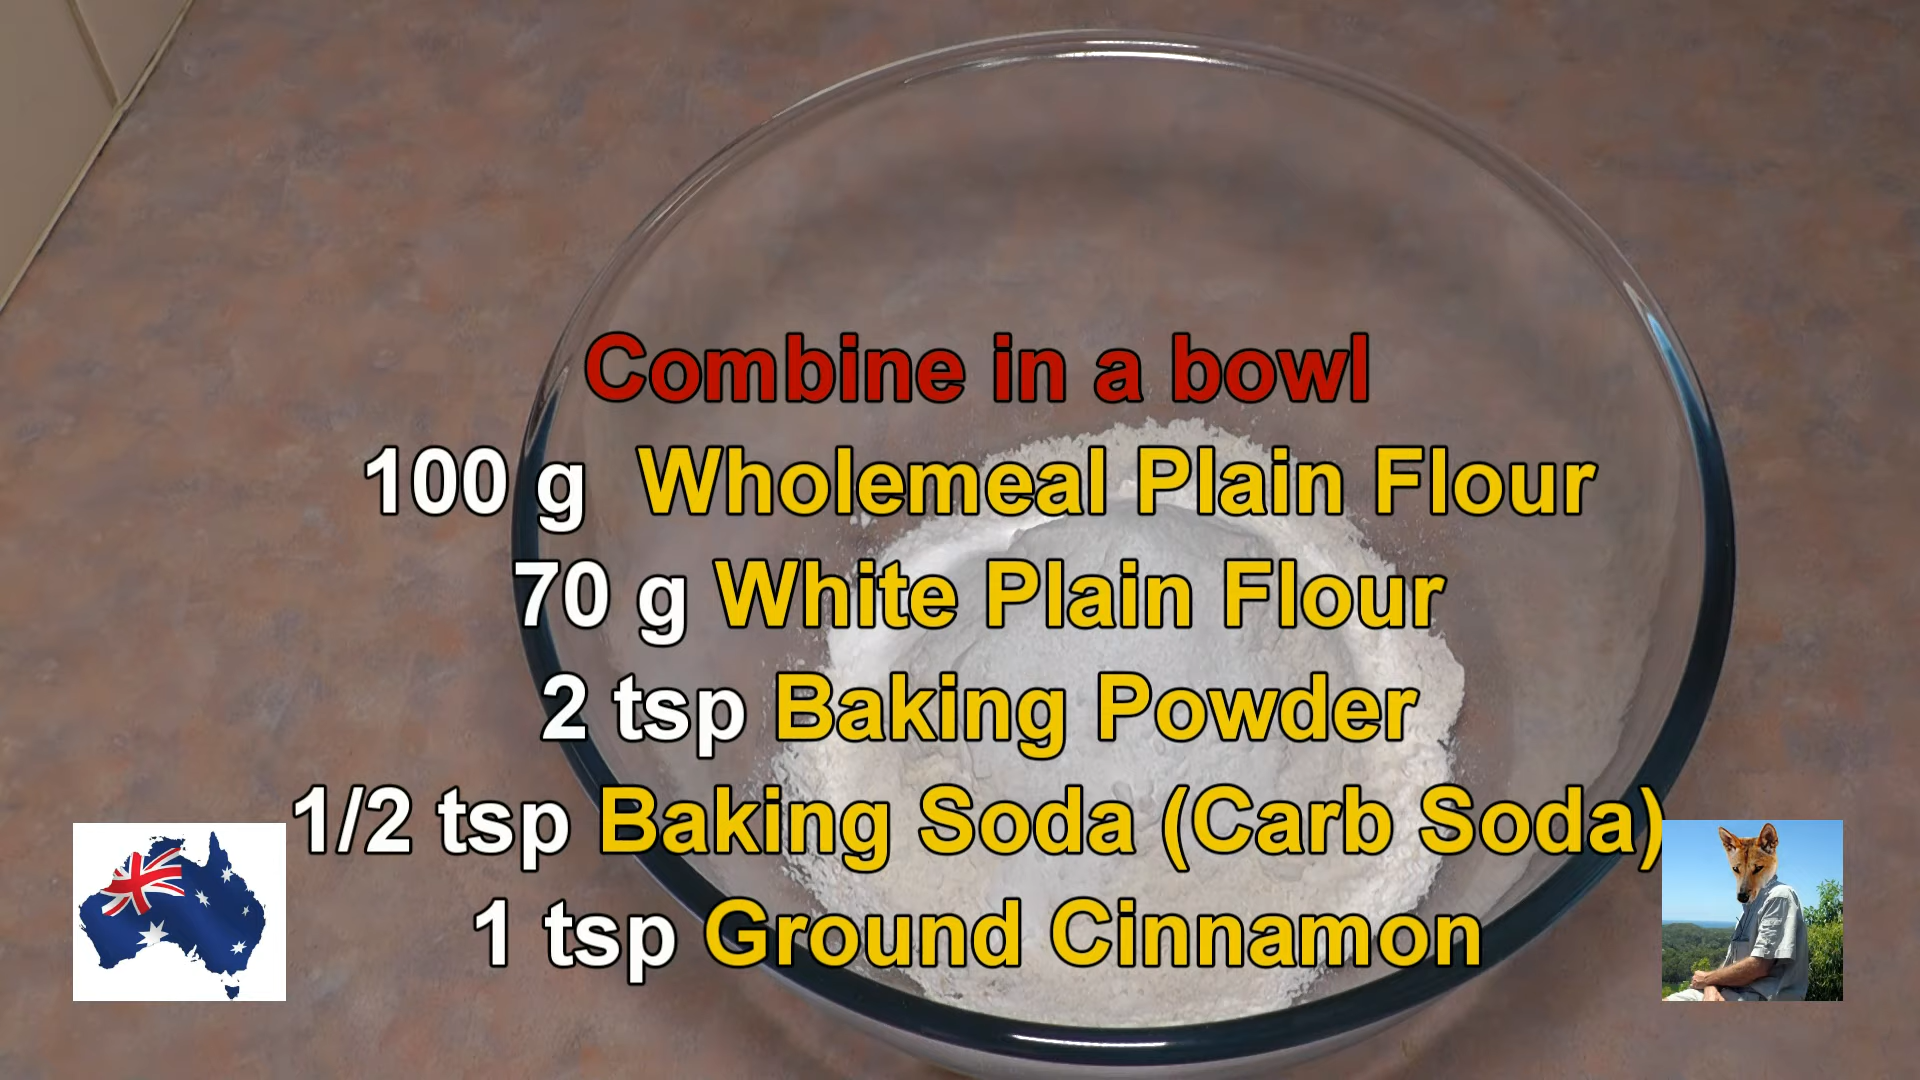 Combine in a bowl
100 g Wholemeal Plain Flour
70 g White Plain Flour
2 tsp Baking Powder
1/2 tsp Baking Soda (Carb Soda)
1 tsp Ground Cinnamon